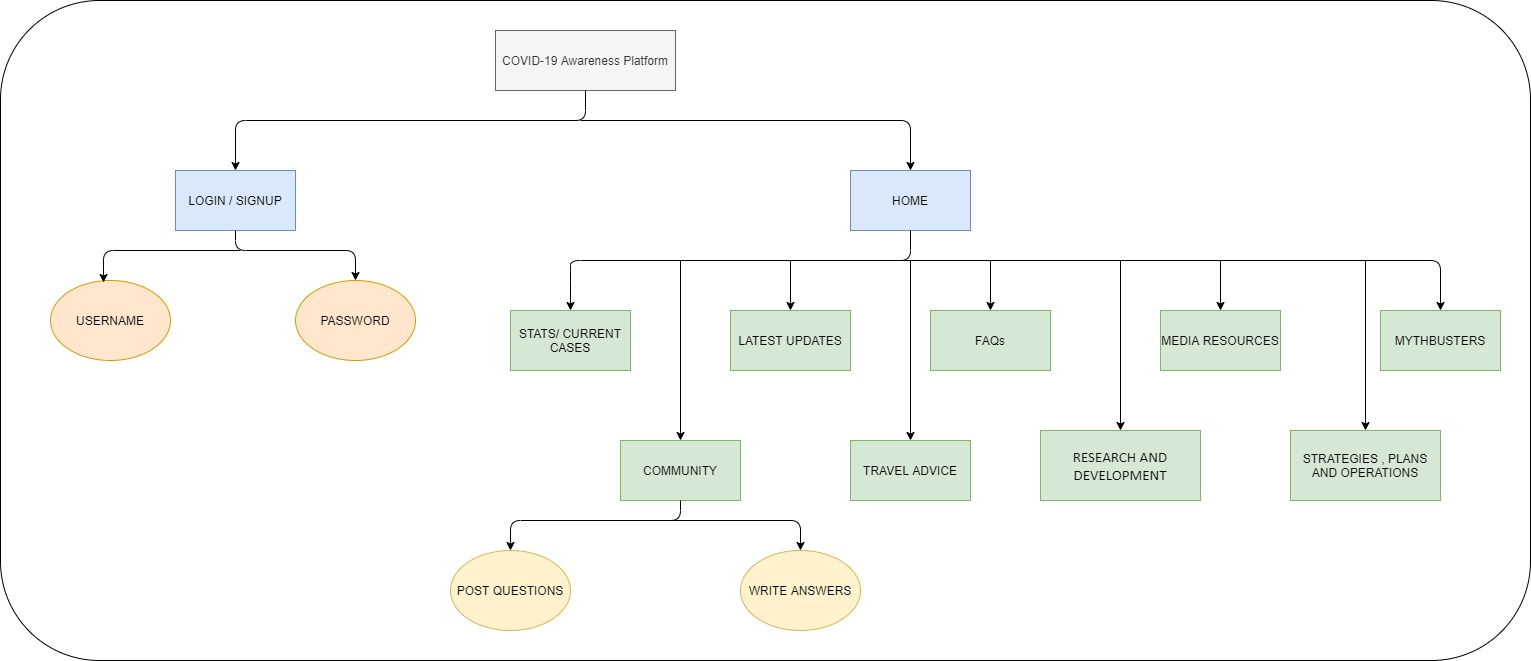 COVID-19 Awareness Platform
LOGIN / SIGNUP
HOME
USERNAME
PASSWORD
STATS/ CURRENT
CASES
LATEST UPDATES
FAQs
MEDIA RESOURCES
MYTHBUSTERS
COMMUNITY
TRAVEL ADVICE
RESEARCH AND
DEVELOPMENT
STRATEGIES , PLANS
AND OPERATIONS
POST QUESTIONS
WRITE ANSWERS